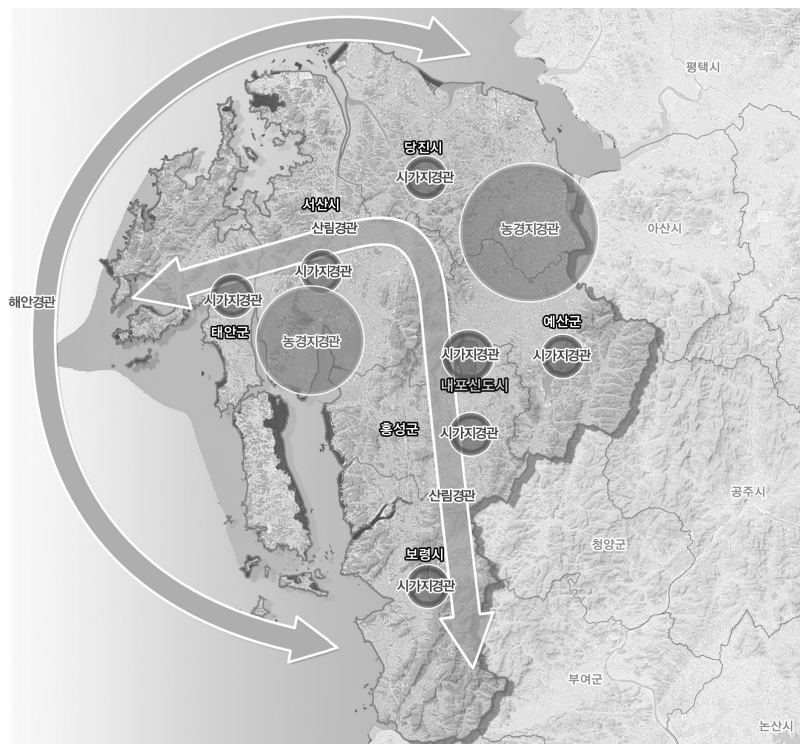 평택시
당진시
시가지경관
서산시
산림경관
농경지경관
아산시
해안경관
시가지경관
시가지경관
태안군
농경지경관
예산군
시가지경관
시가지경관
내포신도시
홍성군
시가지경관
산림경관
공주시
청양군
보령시
시가지경관
부여군
논산시